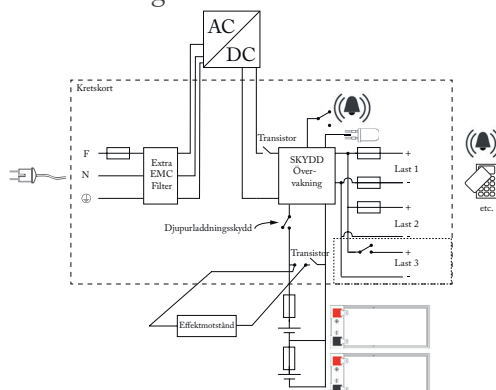 AC
DC
Kretskort
Transistor
F
N
Extra
EMC
Filter
SKYDD
Över-
vakning
+
Last 1
-
+
Last 2
-
+
Last 3
-
etc.
Djupurladdningsskydd
Transistor
Effektmotstånd